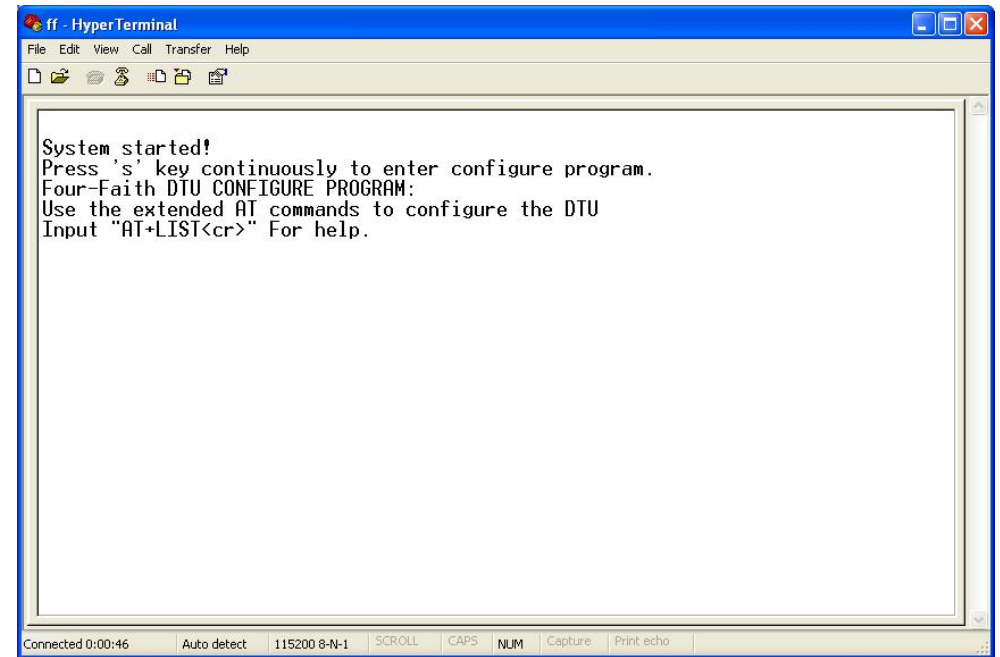 ff - HyperTerminal
File Edit View Call Transfer Help
System started!
Press 's' key continuously to enter configure program.
Four-Faith DTU CONFIGURE PROGRAM:
Use the extended AT commands to configure the DTU
Input "AT+LIST<cr>" For help.
Connected 0:00:46 Auto detect 115200 8-N-1 SCROLL CAPS NUM Capture Print echo